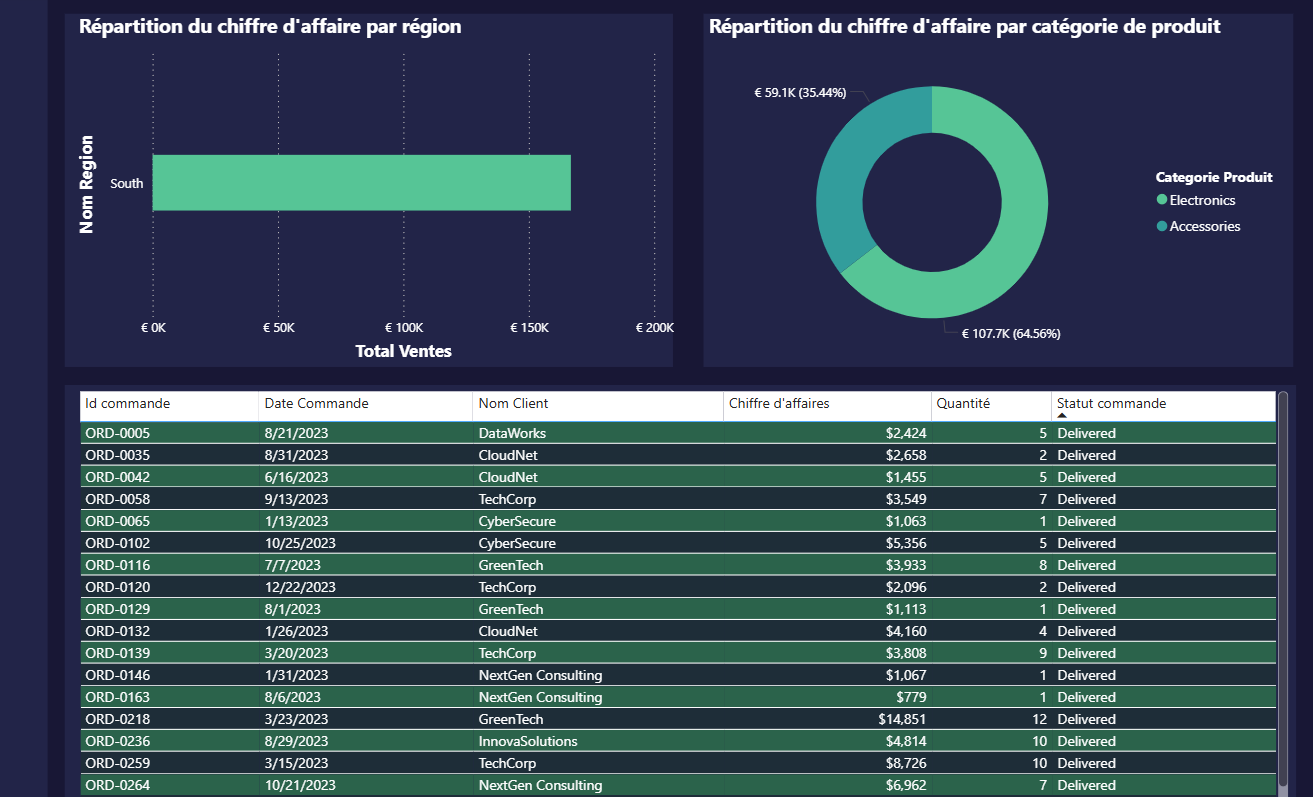 Répartition du chiffre d'affaire par région
Nom Region
South
€ 0K € 50K € 100K € 150K € 200K
Total Ventes
Répartition du chiffre d'affaire par catégorie de produit
€ 59.1K (35.44%)
€ 107.7K (64.56%)
Categorie Produit
Electronics
Accessories
Id commande Date Commande Nom Client Chiffre d'affaires Quantité Statut commande
ORD-0005 8/21/2023 DataWorks $2,424 5 Delivered
ORD-0035 8/31/2023 CloudNet $2,658 2 Delivered
ORD-0042 6/16/2023 CloudNet $1,455 5 Delivered
ORD-0058 9/13/2023 TechCorp $3,549 7 Delivered
ORD-0065 1/13/2023 CyberSecure $1,063 1 Delivered
ORD-0102 10/25/2023 CyberSecure $5,356 5 Delivered
ORD-0116 7/7/2023 GreenTech $3,933 8 Delivered
ORD-0120 12/22/2023 TechCorp $2,096 2 Delivered
ORD-0129 8/1/2023 GreenTech $1,113 1 Delivered
ORD-0132 1/26/2023 CloudNet $4,160 4 Delivered
ORD-0139 3/20/2023 TechCorp $3,808 9 Delivered
ORD-0146 1/31/2023 NextGen Consulting $1,067 1 Delivered
ORD-0163 8/6/2023 NextGen Consulting $779 1 Delivered
ORD-0218 3/23/2023 GreenTech $14,851 12 Delivered
ORD-0236 8/29/2023 InnovaSolutions $4,814 10 Delivered
ORD-0259 3/15/2023 TechCorp $8,726 10 Delivered
ORD-0264 10/21/2023 NextGen Consulting $6,962 7 Delivered